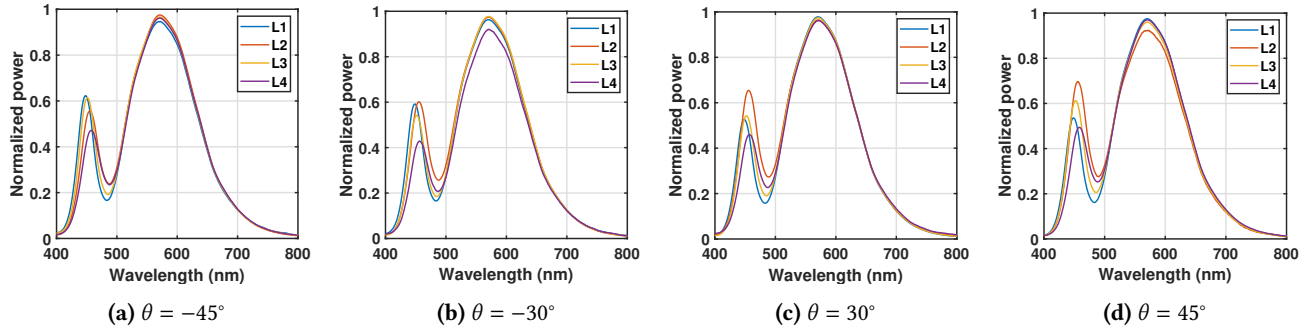 Normalized power
1
0.8
0.6
0.4
0.2
0
400 500 600 700 800
Wavelength (nm)
L1
L2
L3
L4
(a) θ = −45°
Normalized power
1
0.8
0.6
0.4
0.2
0
400 500 600 700 800
Wavelength (nm)
L1
L2
L3
L4
(b) θ = −30°
Normalized power
1
0.8
0.6
0.4
0.2
0
400 500 600 700 800
Wavelength (nm)
L1
L2
L3
L4
(c) θ = 30°
Normalized power
1
0.8
0.6
0.4
0.2
0
400 500 600 700 800
Wavelength (nm)
L1
L2
L3
L4
(d) θ = 45°